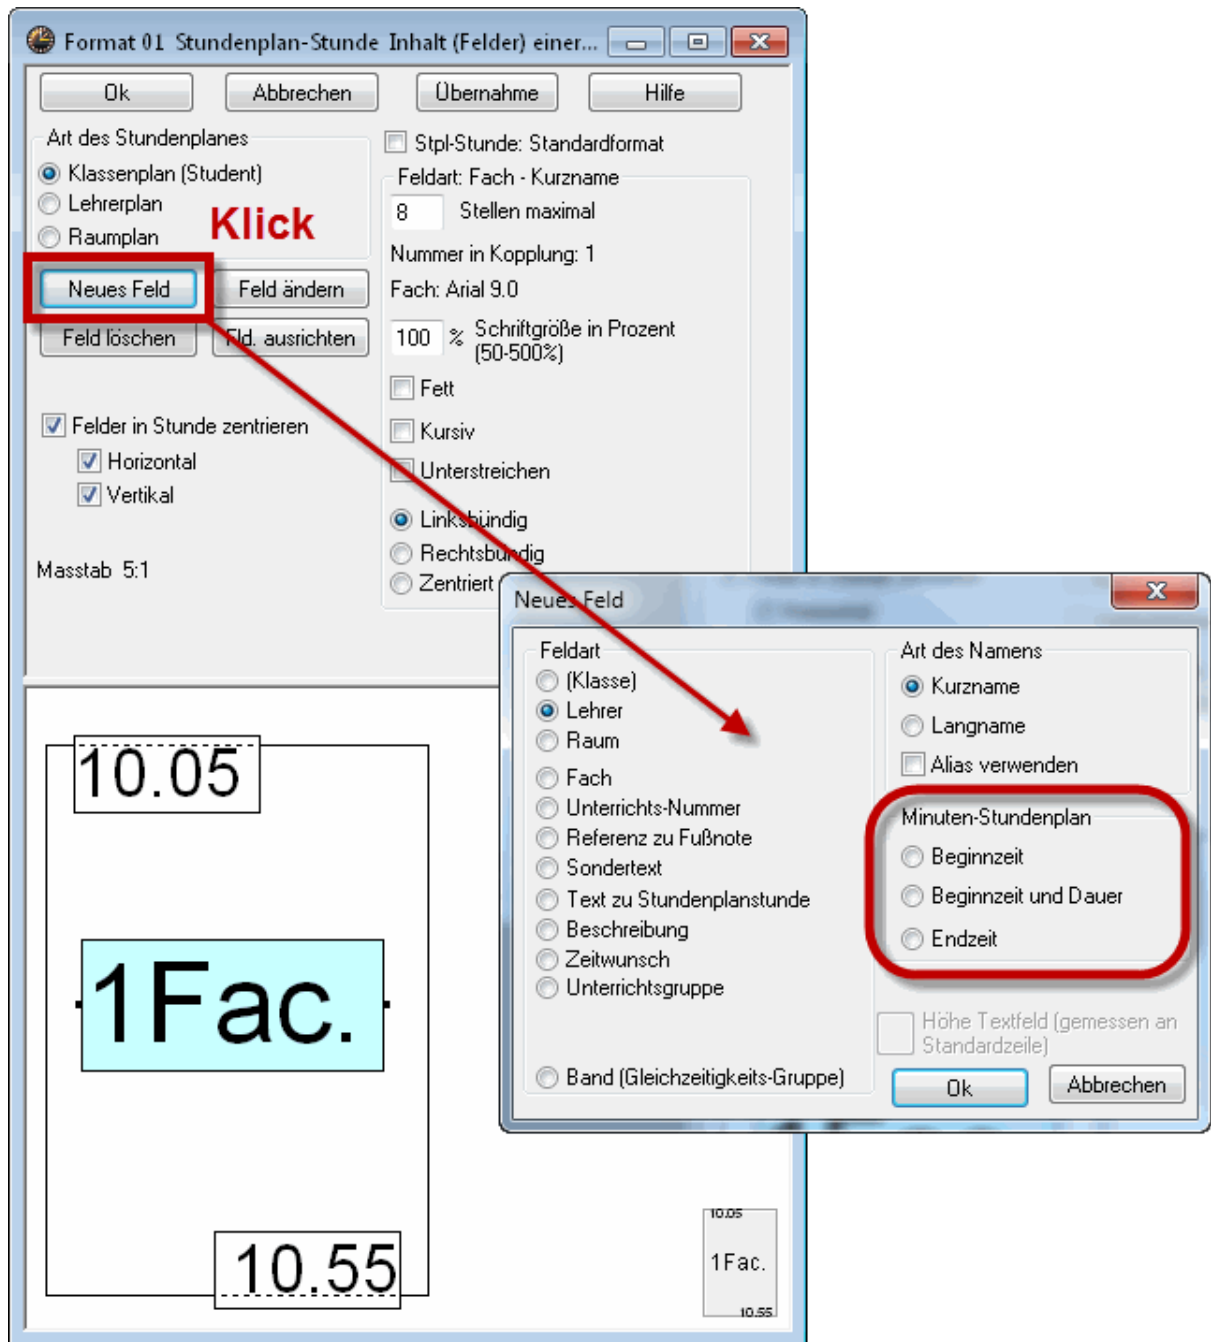 Format 01 Stundenplan-Stunde Inhalt (Felder) einer...
Ok Abbrechen Übernahme Hilfe
Art des Stundenplanes
Klassenplan (Student)
Lehrerplan
Raumplan
Klick
Neues Feld Feld ändern
Feld löschen Fld. ausrichten
Felder in Stunde zentrieren
Horizontal
Vertikal
Masstab 5:1
Stpl-Stunde: Standardformat
Feldart: Fach - Kurzname
8 Stellen maximal
Nummer in Kopplung: 1
Fach: Arial 9.0
100 % Schriftgröße in Prozent
(50-500%)
Fett
Kursiv
Unterstreichen
Linksbündig
Rechtsbündig
Zentriert
Neues Feld
Feldart
(Klasse)
Lehrer
Raum
Fach
Unterrichts-Nummer
Referenz zu Fußnote
Sondertext
Text zu Stundenplanstunde
Beschreibung
Zeitwunsch
Unterrichtsgruppe
Band (Gleichzeitigkeits-Gruppe)
Art des Namens
Kurzname
Langname
Alias verwenden
Minuten-Stundenplan
Beginnzeit
Beginnzeit und Dauer
Endzeit
Höhe Textfeld (gemessen an
Standardzeile)
Ok Abbrechen
10.05
1Fac.
10.55
10.05
1Fac.
10.55